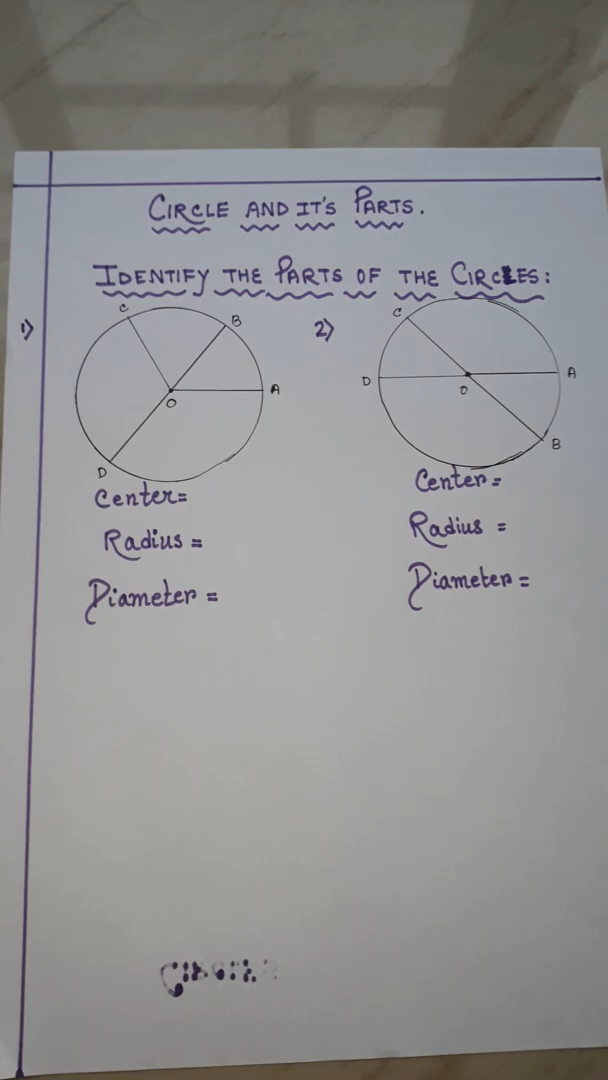 CIRCLE AND IT'S PARTS.
IDENTIFY THE PARTS OF THE CIRCLES:
1)
C
B
O
A
D
Center=
Radius =
Diameter =
2)
C
D
O
A
B
Center=
Radius =
Diameter =